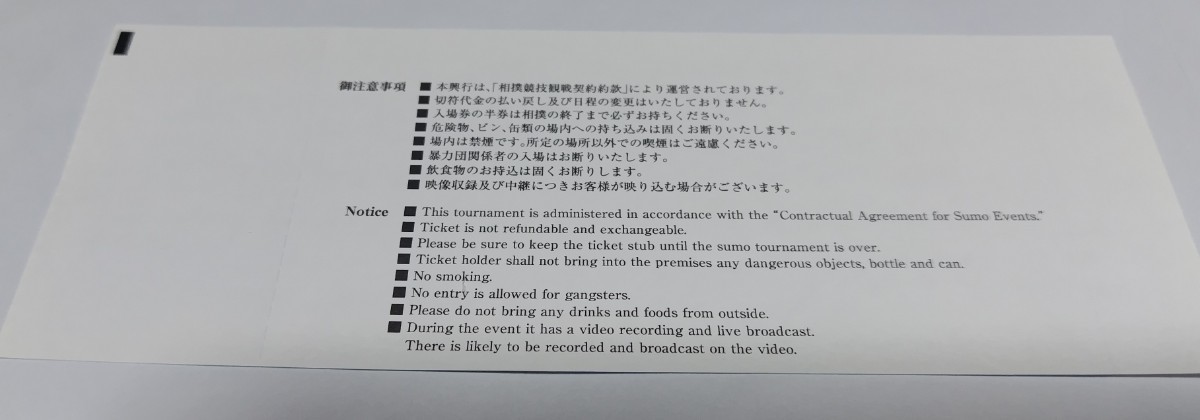 御注意事項 ■ 本興行は、「相撲競技観戦契約約款」により運営されております。
■ 切符代金の払い戻し及び日程の変更はいたしておりません。
■ 入場券の半券は相撲の終了まで必ずお持ちください。
■ 危険物、ビン、缶類の場内への持ち込みは固くお断りいたします。
■ 場内は禁煙です。所定の場所以外での喫煙はご遠慮ください。
■ 暴力団関係者の入場はお断りいたします。
■ 飲食物のお持込は固くお断りします。
■ 映像収録及び中継につきお客様が映り込む場合がございます。
Notice ■ This tournament is administered in accordance with the "Contractual Agreement for Sumo Events."
■ Ticket is not refundable and exchangeable.
■ Please be sure to keep the ticket stub until the sumo tournament is over.
■ Ticket holder shall not bring into the premises any dangerous objects, bottle and can.
■ No smoking.
■ No entry is allowed for gangsters.
■ Please do not bring any drinks and foods from outside.
■ During the event it has a video recording and live broadcast.
There is likely to be recorded and broadcast on the video.